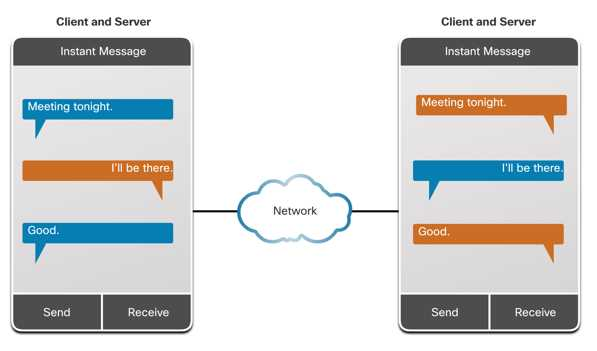 Client and Server
Instant Message
Meeting tonight.
I'll be there.
Good.
Send
Receive
Network
Client and Server
Instant Message
Meeting tonight.
I'll be there.
Good.
Send
Receive